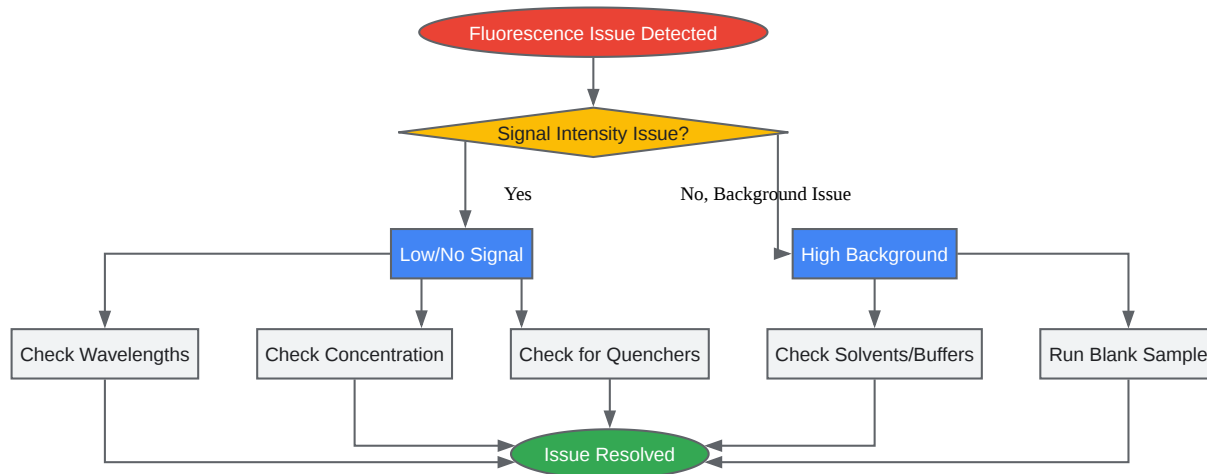 Fluorescence Issue Detected
Signal Intensity Issue?
Yes
No, Background Issue
Low/No Signal
High Background
Check Wavelengths
Check Concentration
Check for Quenchers
Check Solvents/Buffers
Run Blank Sample
Issue Resolved